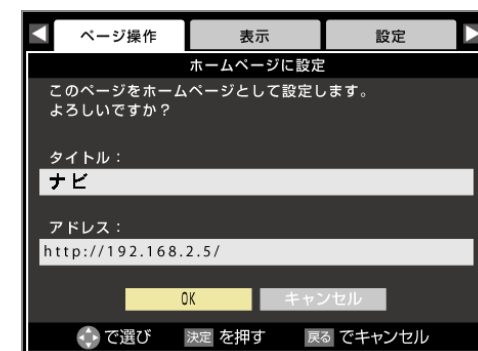 ページ操作 表示 設定
ホームページに設定
このページをホームページとして設定します。
よろしいですか？
タイトル：
ナビ
アドレス：
http://192.168.2.5/
OK キャンセル
で選び 決定 を押す 戻る でキャンセル